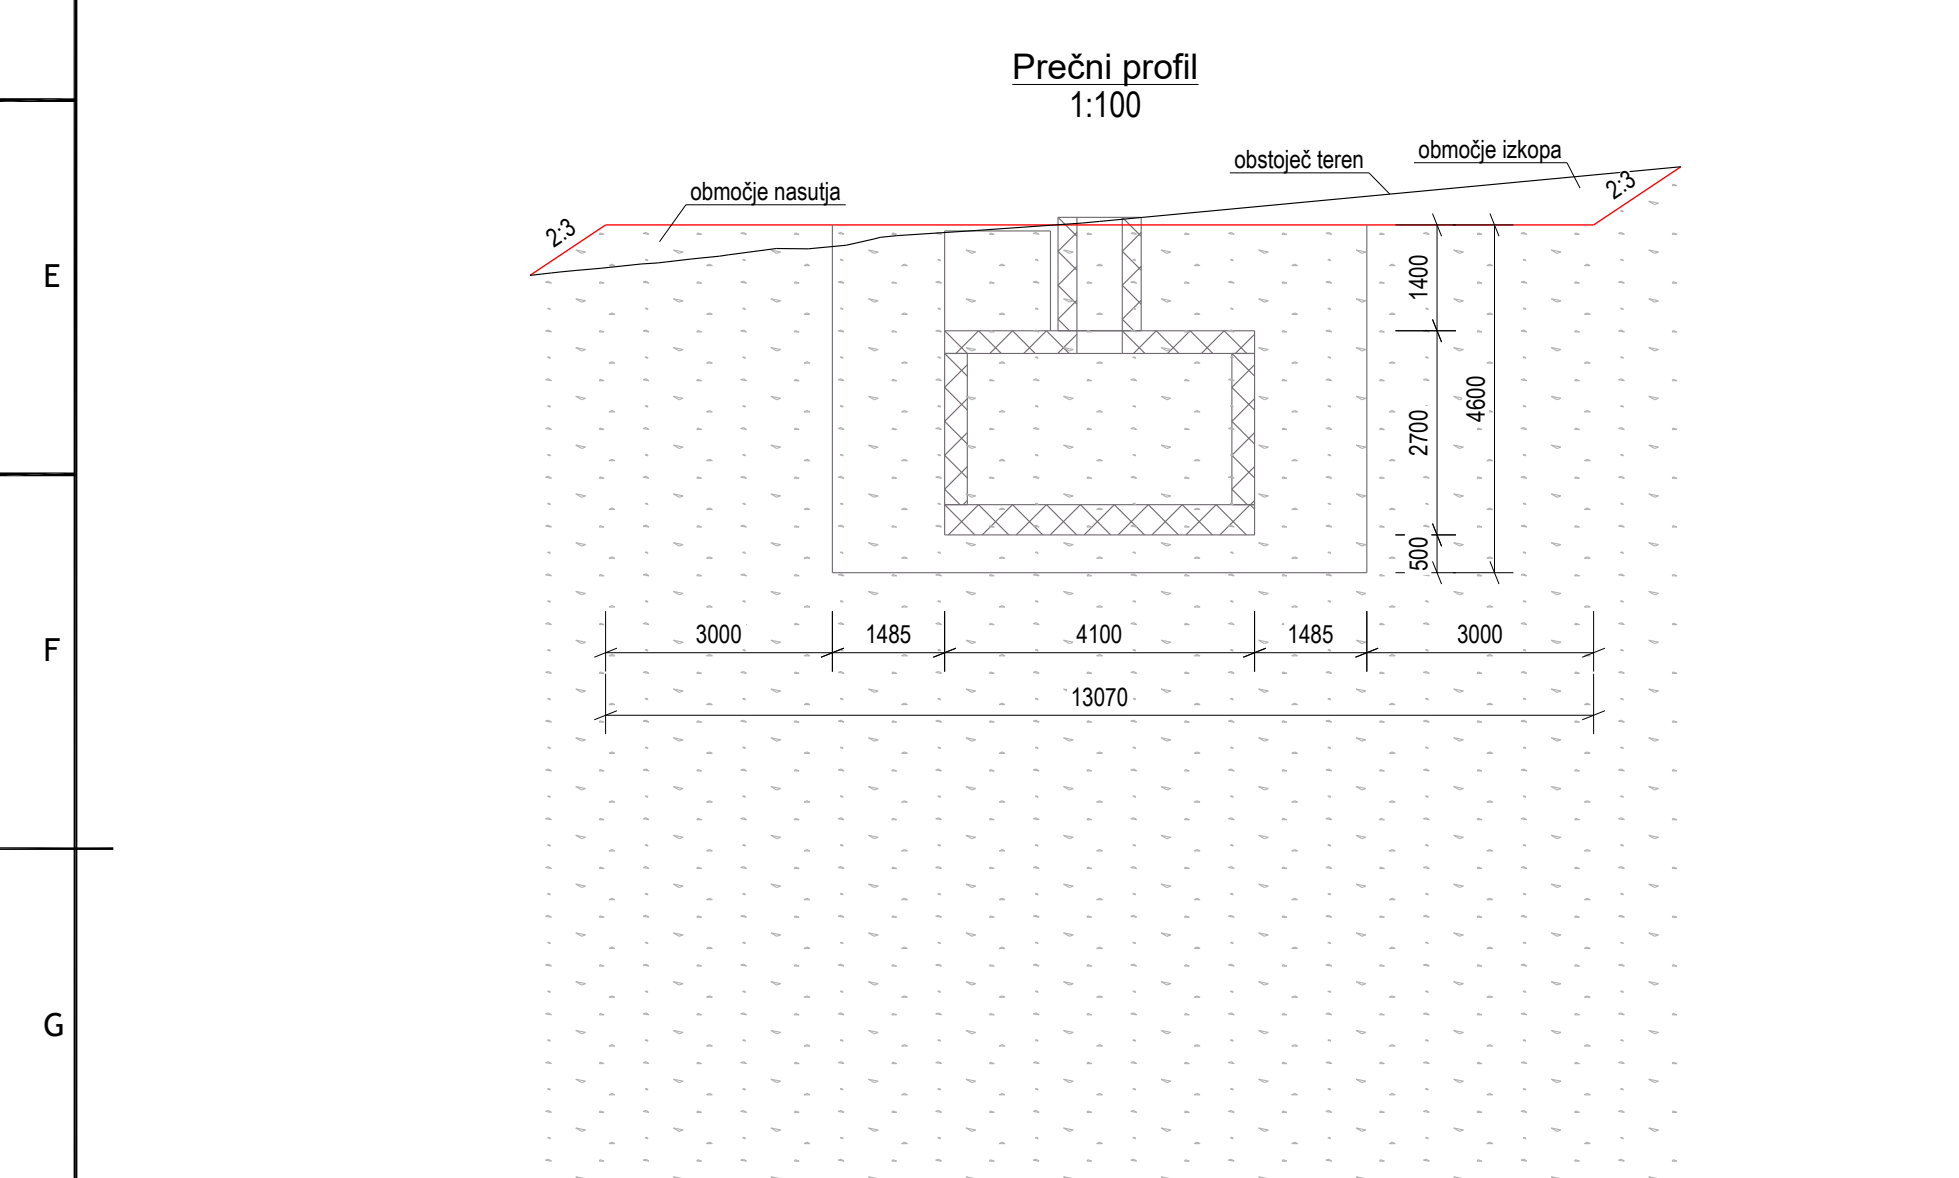 Prečni profil
1:100
obstoječ teren
območje izkopa
območje nasutja
2:3
2:3
E
1400
2700
4600
500
F
3000
1485
4100
1485
3000
13070
G